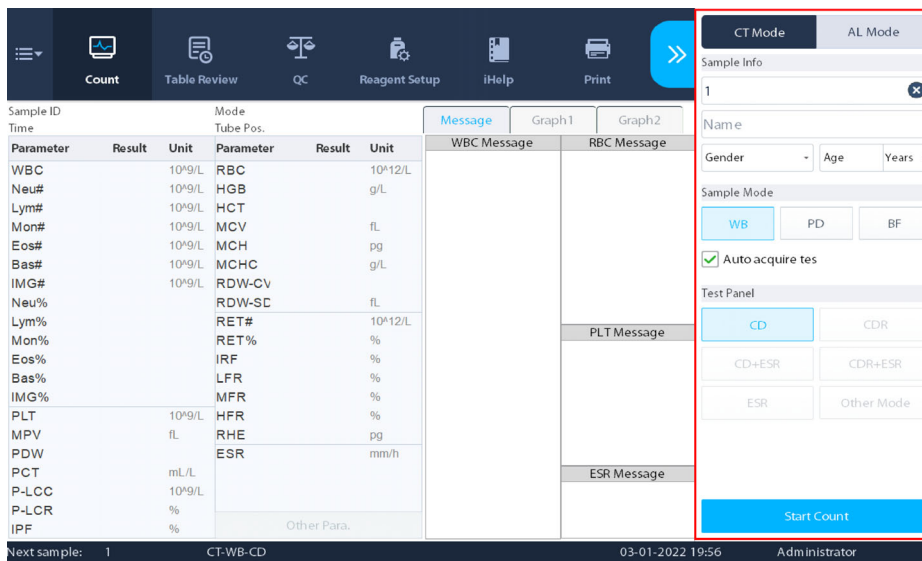 Count
Table Review
QC
Reagent Setup
iHelp
Print
Sample ID
Mode
Time
Tube Pos.
Parameter Result Unit Parameter Result Unit
WBC 10^9/L RBC 10^12/L
Neu# 10^9/L HGB g/L
Lym# 10^9/L HCT
Mon# 10^9/L MCV fL
Eos# 10^9/L MCH pg
Bas# 10^9/L MCHC g/L
IMG# 10^9/L RDW-CV
Neu% RDW-SD fL
Lym% RET# 10^12/L
Mon% RET% %
Eos% IRF %
Bas% LFR %
IMG% MFR %
PLT 10^9/L HFR %
MPV fL RHE pg
PDW ESR mm/h
PCT mL/L
P-LCC 10^9/L
P-LCR %
IPF %
Other Para.
Message Graph1 Graph2
WBC Message RBC Message
PLT Message
ESR Message
CT Mode AL Mode
Sample Info
1
Name
Gender Age Years
Sample Mode
WB PD BF
Auto acquire tes
Test Panel
CD CDR
CD+ESR CDR+ESR
ESR Other Mode
Start Count
Next sample: 1 CT-WB-CD 03-01-2022 19:56 Administrator